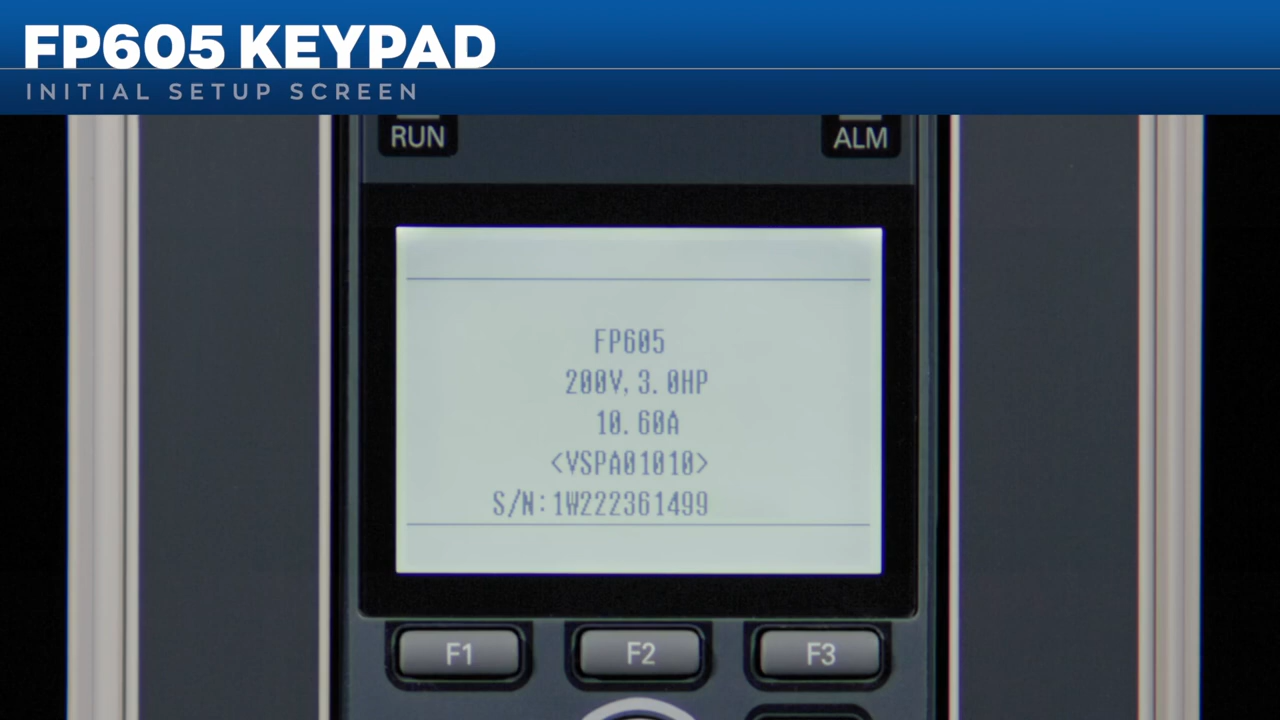 FP605 KEYPAD
INITIAL SETUP SCREEN
RUN
ALM
FP605
200V, 3.0HP
10.60A
<VSPA01010>
S/N:1W222361499
F1
F2
F3